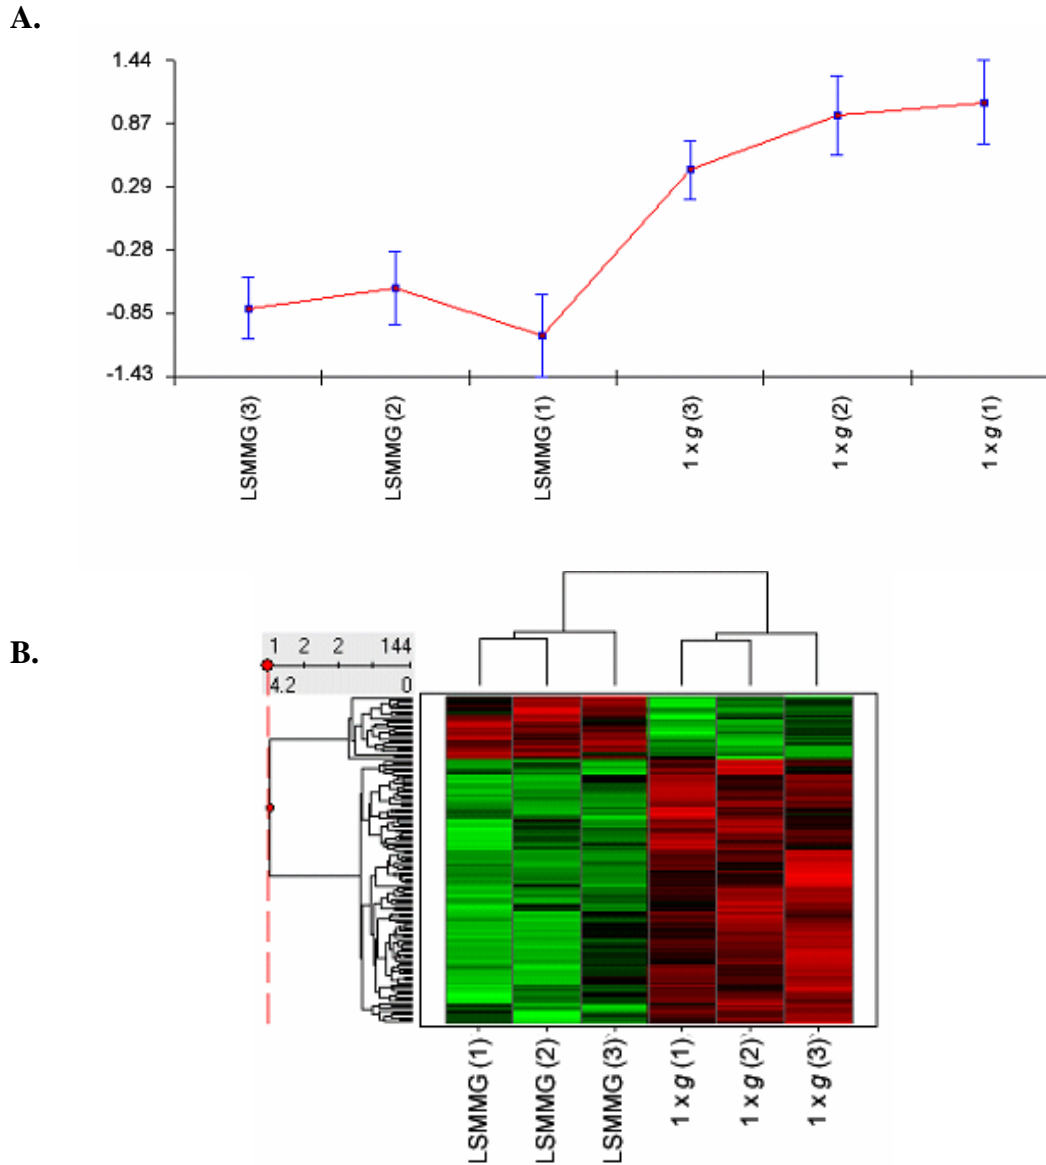 A.
1.44
0.87
0.29
-0.28
-0.85
-1.43
LSMMG (3)
LSMMG (2)
LSMMG (1)
1 x g (3)
1 x g (2)
1 x g (1)
B.
1 2 2 144
4.2 0
LSMMG (1)
LSMMG (2)
LSMMG (3)
1 x g (1)
1 x g (2)
1 x g (3)